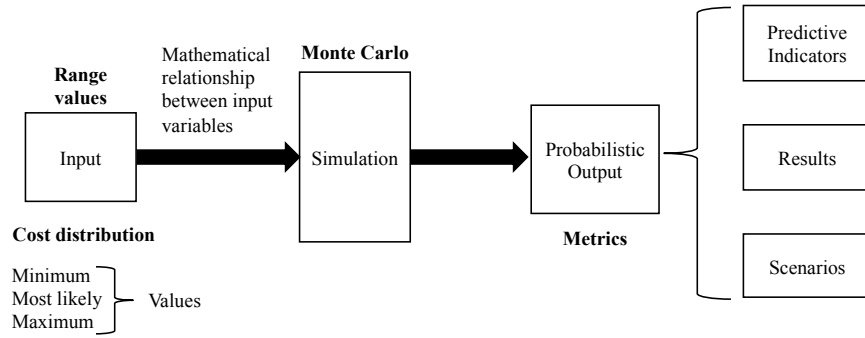 Range
values
Input
Cost distribution
Minimum
Most likely
Maximum
Values
Mathematical
relationship
between input
variables
Monte Carlo
Simulation
Probabilistic
Output
Metrics
Predictive
Indicators
Results
Scenarios